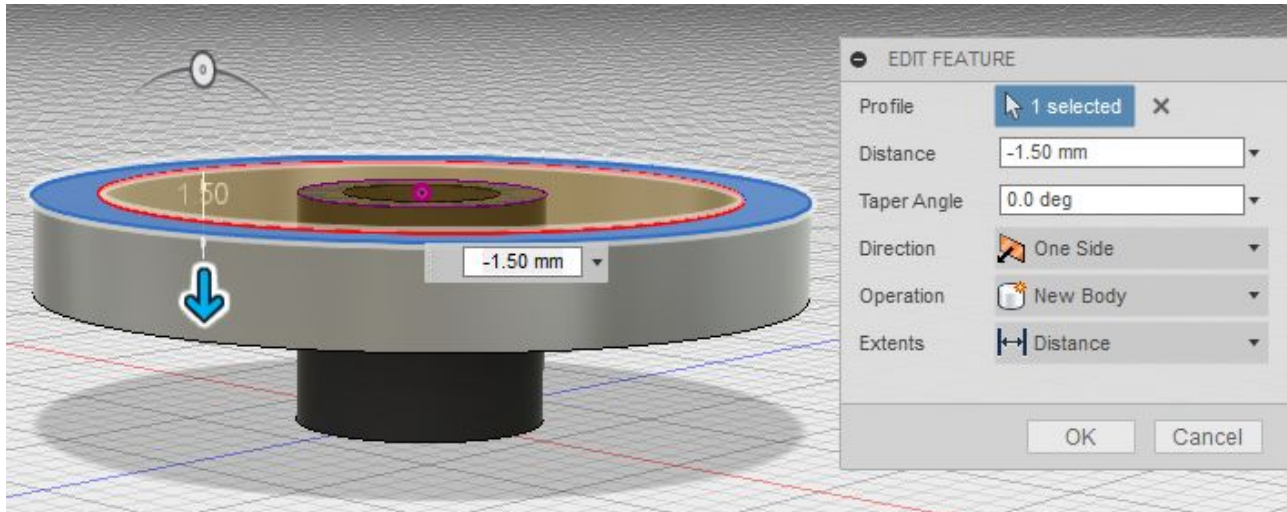 EDIT FEATURE
Profile 1 selected
Distance -1.50 mm
Taper Angle 0.0 deg
Direction One Side
Operation New Body
Extents Distance
OK Cancel
1.50
-1.50 mm